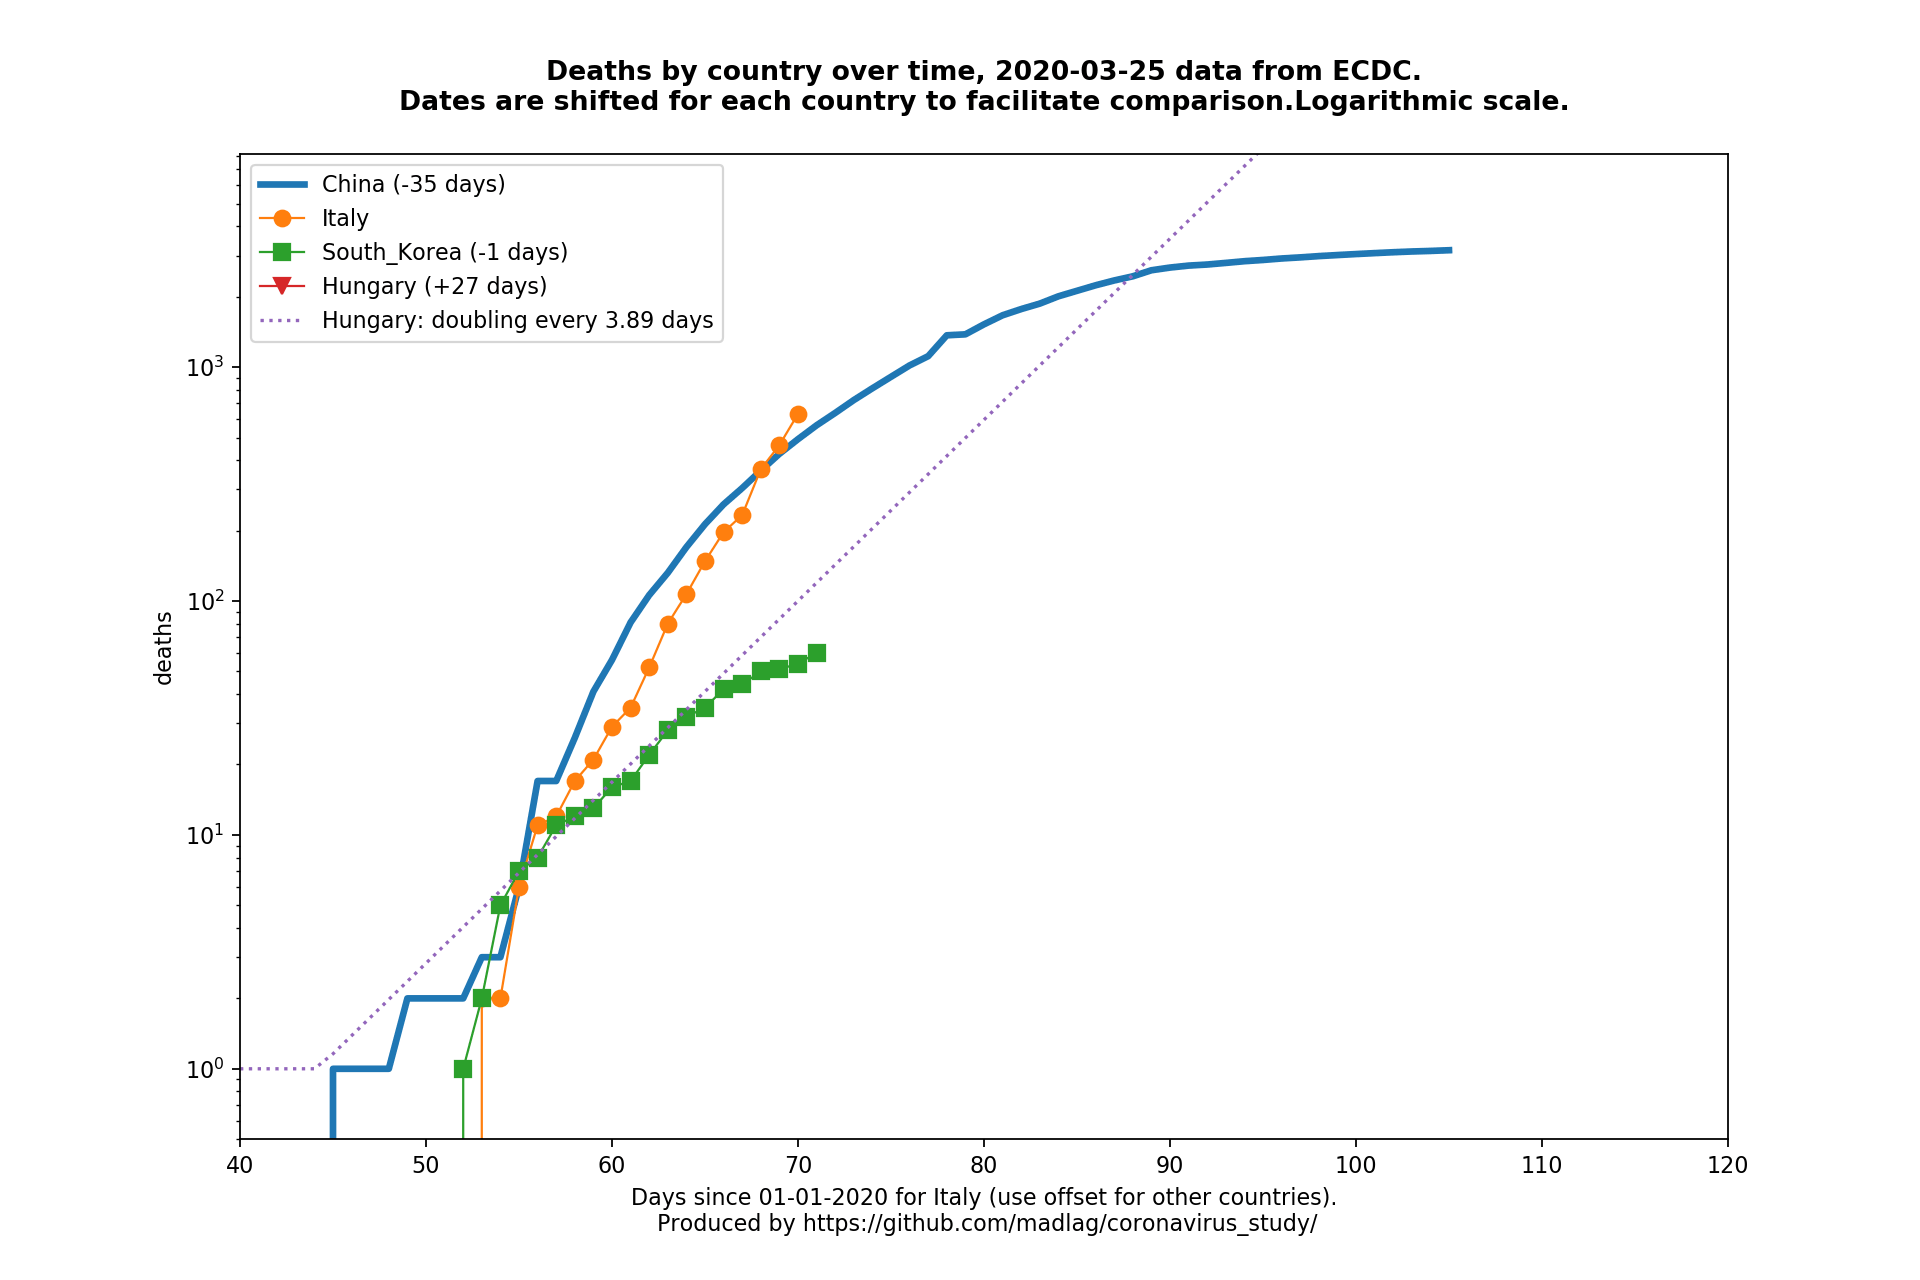 Deaths by country over time, 2020-03-25 data from ECDC.
Dates are shifted for each country to facilitate comparison.Logarithmic scale.
China (-35 days)
Italy
South_Korea (-1 days)
Hungary (+27 days)
Hungary: doubling every 3.89 days
10³
10²
10¹
10⁰
deaths
40 50 60 70 80 90 100 110 120
Days since 01-01-2020 for Italy (use offset for other countries).
Produced by https://github.com/madlag/coronavirus_study/